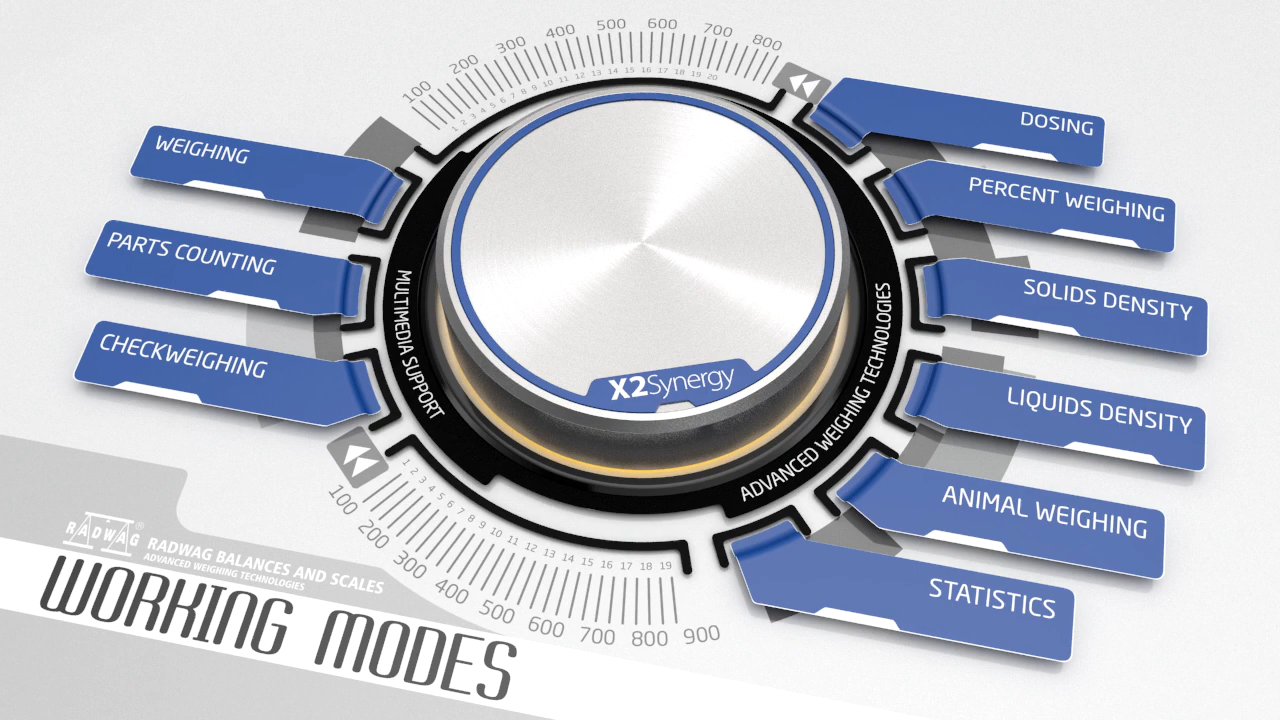 100 200 300 400 500 600 700 800
1 2 3 4 5 6 7 8 9 10 11 12 13 14 15 16 17 18 19 20
WEIGHING
PARTS COUNTING
CHECKWEIGHING
DOSING
PERCENT WEIGHING
SOLIDS DENSITY
LIQUIDS DENSITY
ANIMAL WEIGHING
STATISTICS
MULTIMEDIA SUPPORT
ADVANCED WEIGHING TECHNOLOGIES
X2Synergy
1 2 3 4 5 6 7 8 9 10 11 12 13 14 15 16 17 18 19
100 200 300 400 500 600 700 800 900
RADWAG®
RADWAG BALANCES AND SCALES
ADVANCED WEIGHING TECHNOLOGIES
WORKING MODES